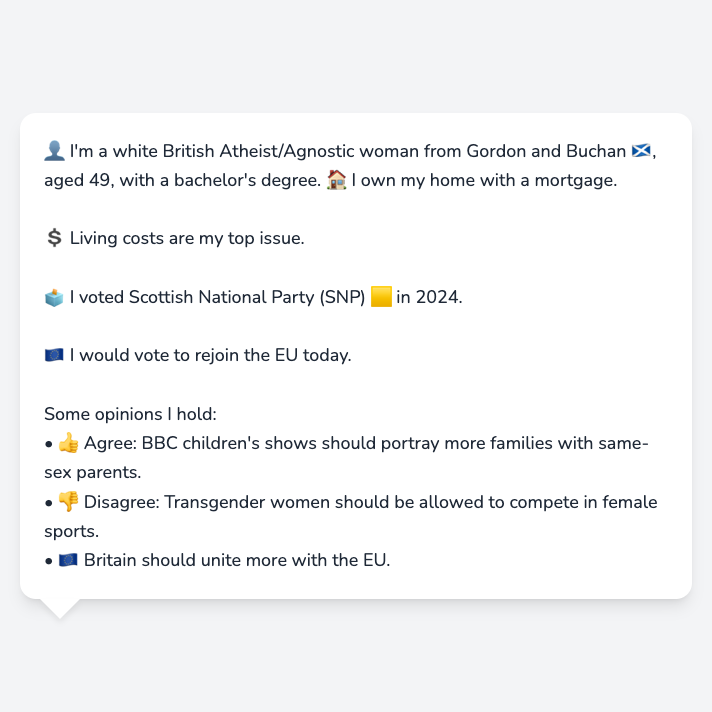 👤 I'm a white British Atheist/Agnostic woman from Gordon and Buchan 🏴󠁧󠁢󠁳󠁣󠁴󠁿,
aged 49, with a bachelor's degree. 🏠 I own my home with a mortgage.
💲 Living costs are my top issue.
🗳️ I voted Scottish National Party (SNP) 🟨 in 2024.
🇪🇺 I would vote to rejoin the EU today.
Some opinions I hold:
• 👍 Agree: BBC children's shows should portray more families with same-
sex parents.
• 👎 Disagree: Transgender women should be allowed to compete in female
sports.
• 🇪🇺 Britain should unite more with the EU.